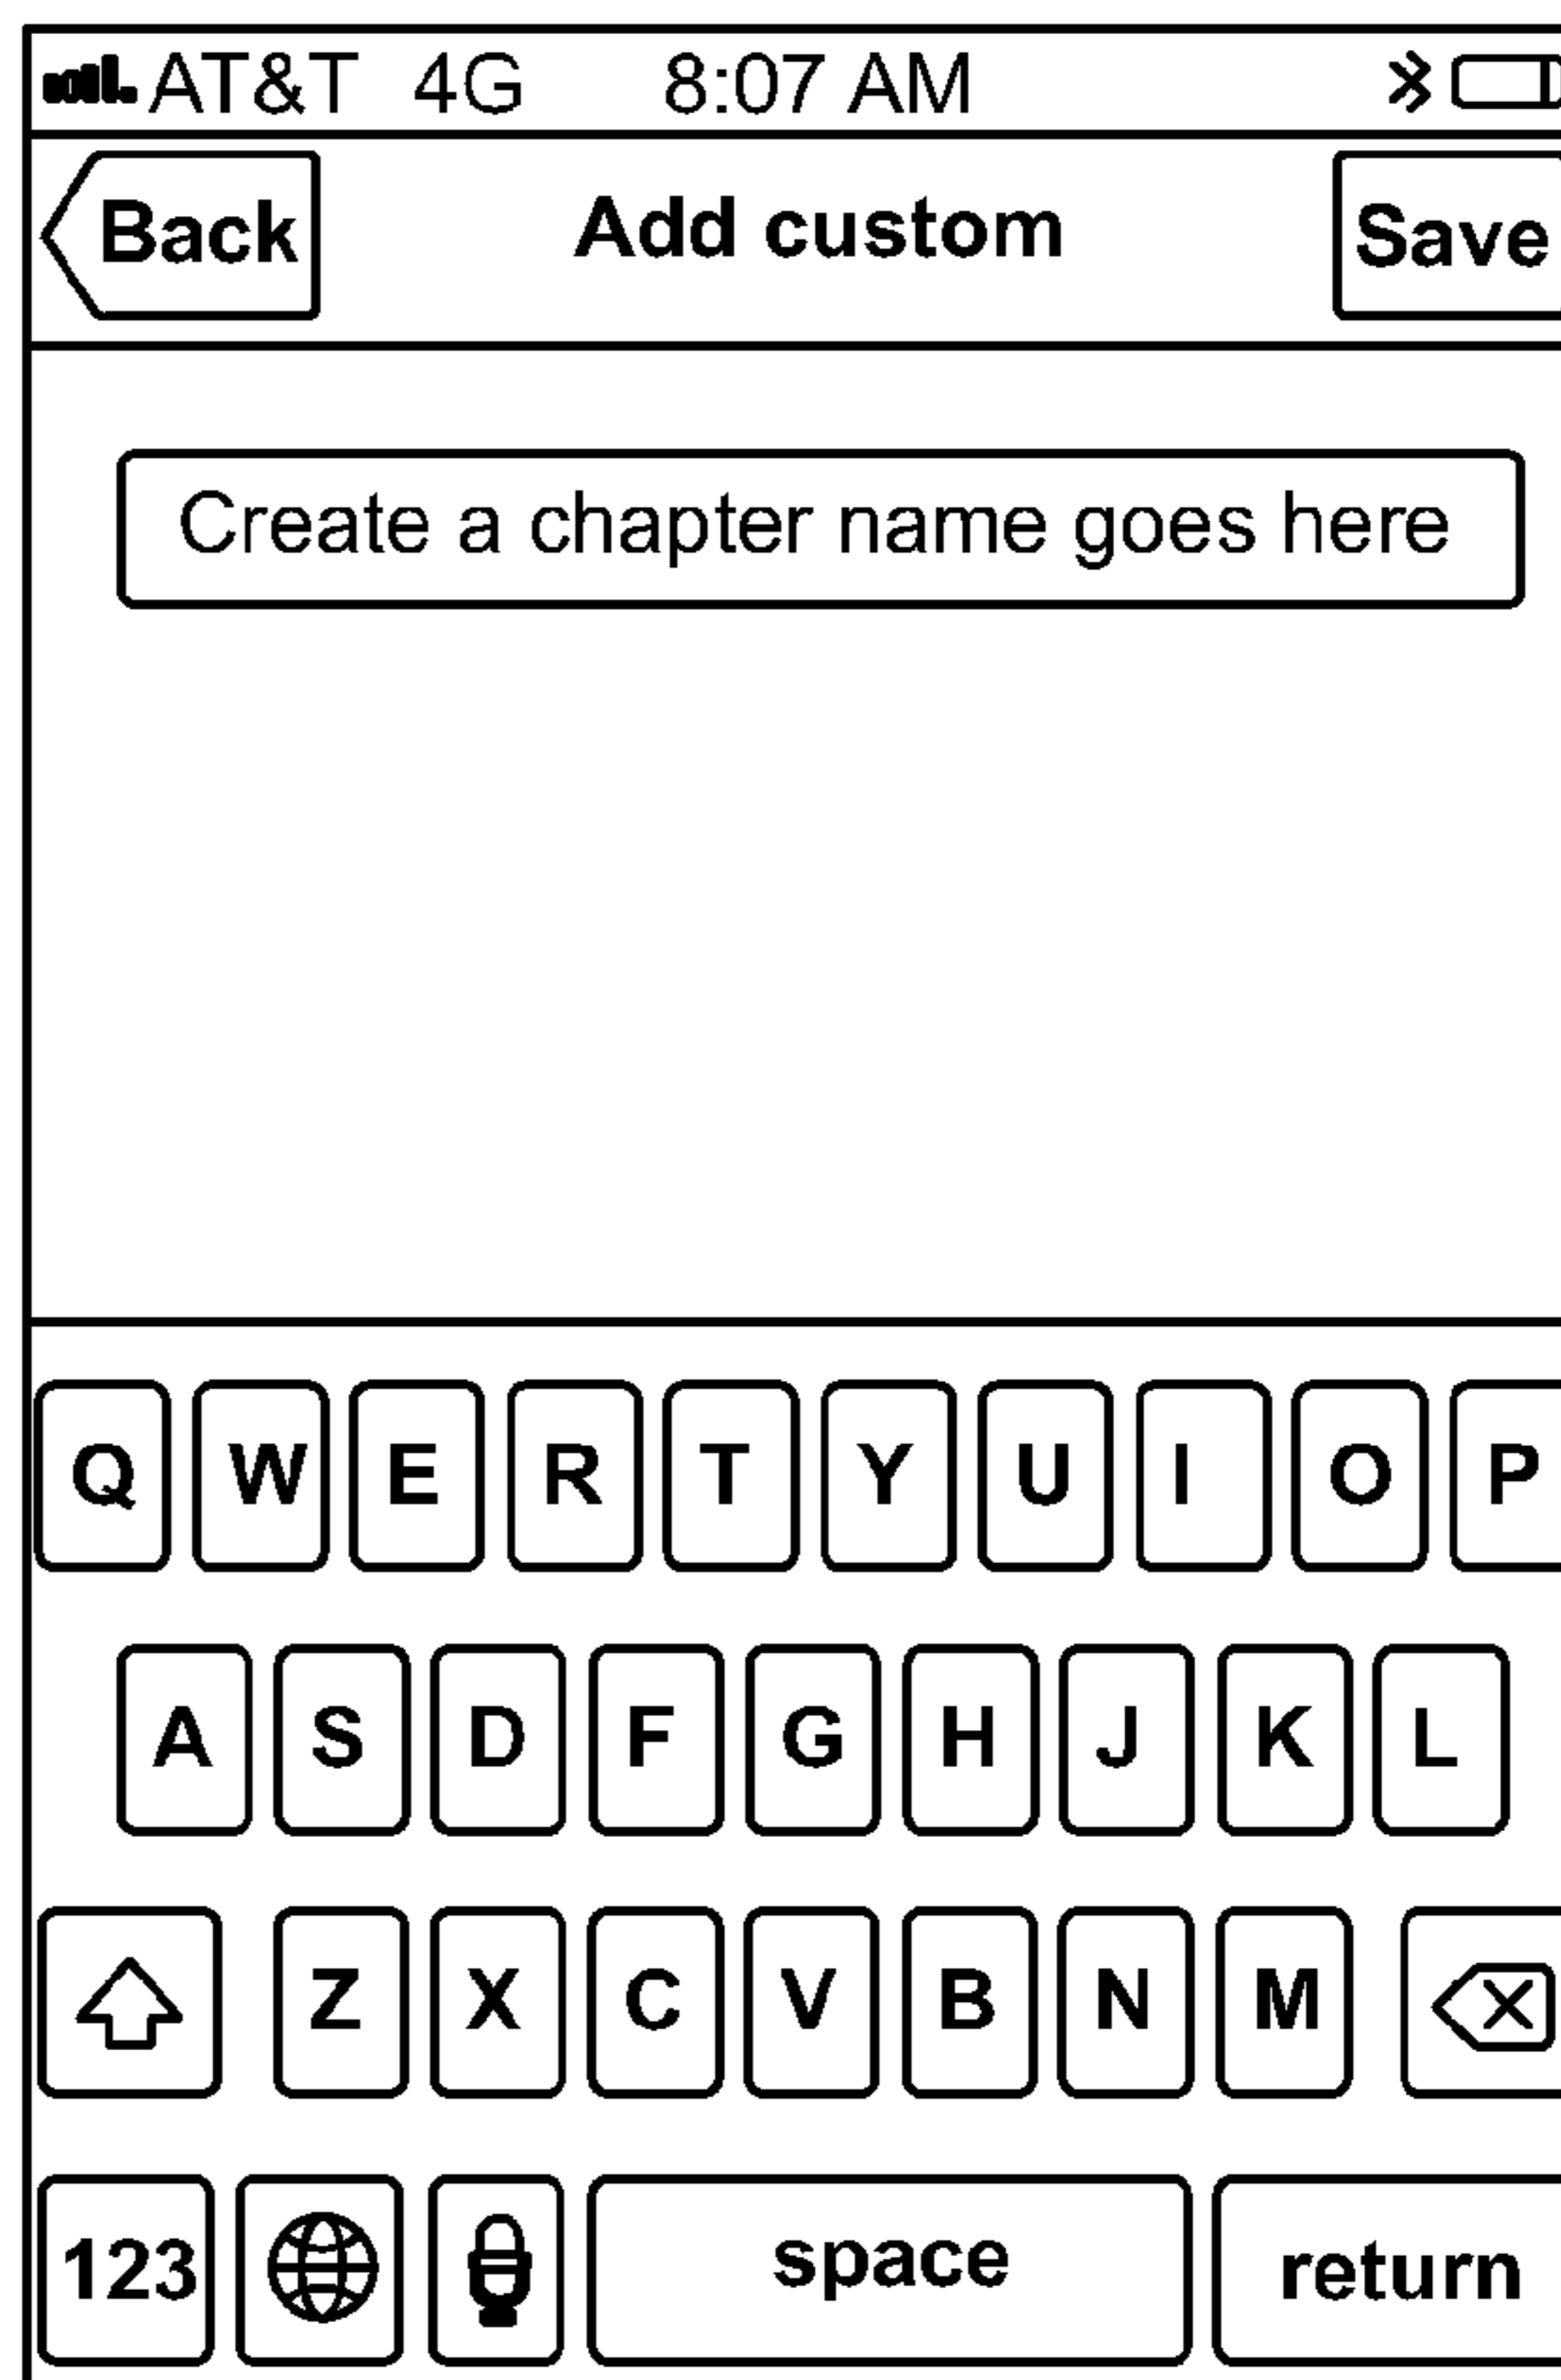 AT&T 4G 8:07 AM
Back Add custom Save
Create a chapter name goes here
Q W E R T Y U I O P
A S D F G H J K L
Z X C V B N M
123 space return